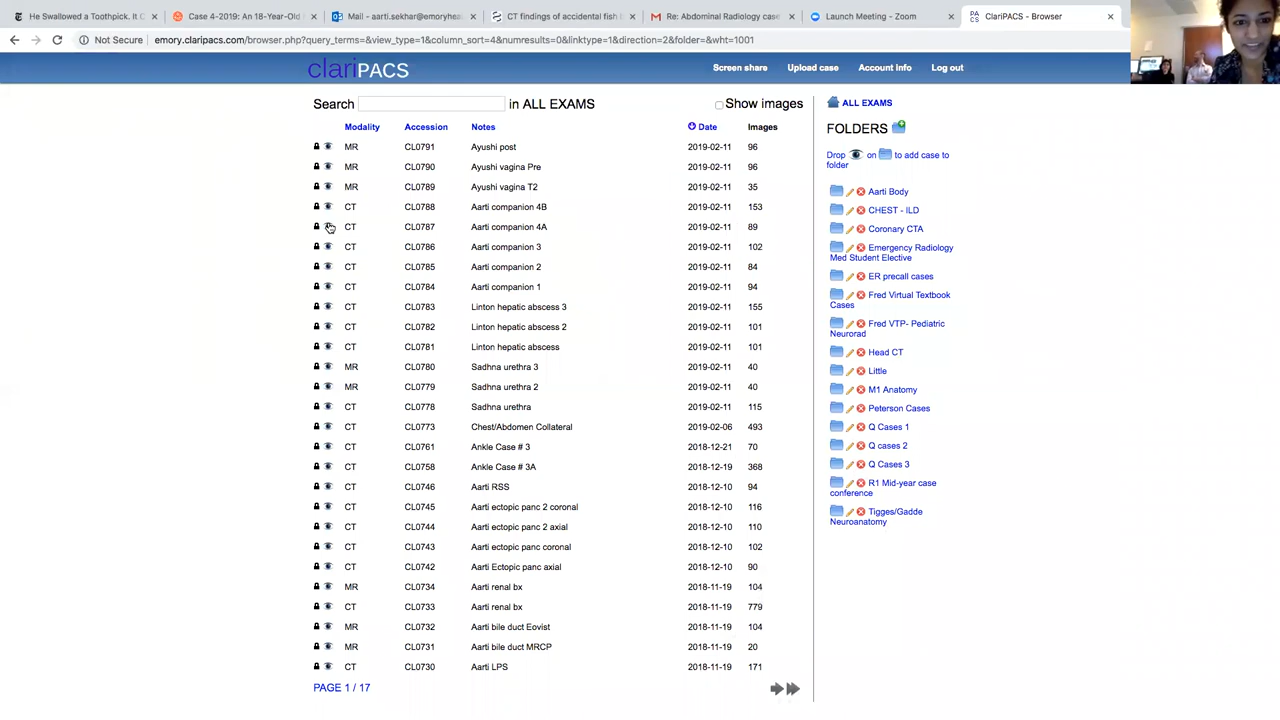 He Swallowed a Toothpick. It C
Case 4-2019: An 18-Year-Old
Mail - aarti.sekhar@emoryhea
CT findings of accidental fish b
Re: Abdominal Radiology case
Launch Meeting - Zoom
ClariPACS - Browser
Not Secure emory.claripacs.com/browser.php?query_terms=&view_type=1&column_sort=4&numresults=0&linktype=1&direction=2&folder=&wht=1001
clariPACS Screen share Upload case Account Info Log out
Search in ALL EXAMS Show images
Modality Accession Notes Date Images
MR CL0791 Ayushi post 2019-02-11 96
MR CL0790 Ayushi vagina Pre 2019-02-11 96
MR CL0789 Ayushi vagina T2 2019-02-11 35
CT CL0788 Aarti companion 4B 2019-02-11 153
CT CL0787 Aarti companion 4A 2019-02-11 89
CT CL0786 Aarti companion 3 2019-02-11 102
CT CL0785 Aarti companion 2 2019-02-11 84
CT CL0784 Aarti companion 1 2019-02-11 94
CT CL0783 Linton hepatic abscess 3 2019-02-11 155
CT CL0782 Linton hepatic abscess 2 2019-02-11 101
CT CL0781 Linton hepatic abscess 2019-02-11 101
MR CL0780 Sadhna urethra 3 2019-02-11 40
MR CL0779 Sadhna urethra 2 2019-02-11 40
CT CL0778 Sadhna urethra 2019-02-11 115
CT CL0773 Chest/Abdomen Collateral 2019-02-06 493
CT CL0761 Ankle Case # 3 2018-12-21 70
CT CL0758 Ankle Case # 3A 2018-12-19 368
CT CL0746 Aarti RSS 2018-12-10 94
CT CL0745 Aarti ectopic panc 2 coronal 2018-12-10 116
CT CL0744 Aarti ectopic panc 2 axial 2018-12-10 110
CT CL0743 Aarti ectopic panc coronal 2018-12-10 102
CT CL0742 Aarti Ectopic panc axial 2018-12-10 90
MR CL0734 Aarti renal bx 2018-11-19 104
CT CL0733 Aarti renal bx 2018-11-19 779
MR CL0732 Aarti bile duct Eovist 2018-11-19 104
MR CL0731 Aarti bile duct MRCP 2018-11-19 20
CT CL0730 Aarti LPS 2018-11-19 171
PAGE 1 / 17
ALL EXAMS
FOLDERS
Drop on to add case to
folder
Aarti Body
CHEST - ILD
Coronary CTA
Emergency Radiology
Med Student Elective
ER precall cases
Fred Virtual Textbook
Cases
Fred VTP- Pediatric
Neurorad
Head CT
Little
M1 Anatomy
Peterson Cases
Q Cases 1
Q cases 2
Q Cases 3
R1 Mid-year case
conference
Tigges/Gadde
Neuroanatomy